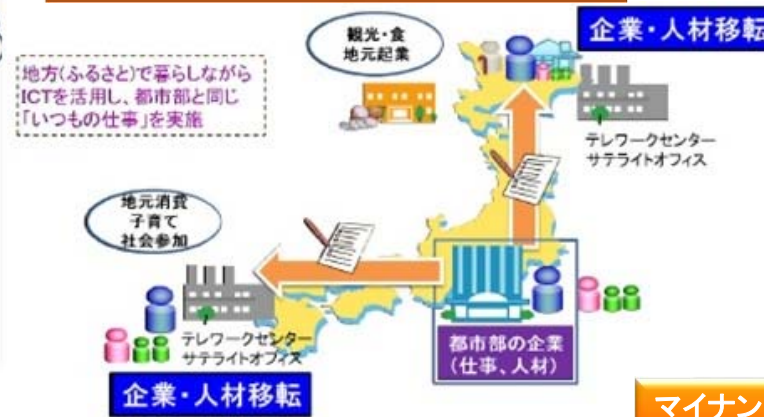 観光・食
地元起業
企業・人材移転
地方(ふるさと)で暮らしながら
ICTを活用し、都市部と同じ
「いつもの仕事」を実施
テレワークセンター
サテライトオフィス
地元消費
子育て
社会参加
テレワークセンター
サテライトオフィス
都市部の企業
(仕事、人材)
企業・人材移転
マイナン